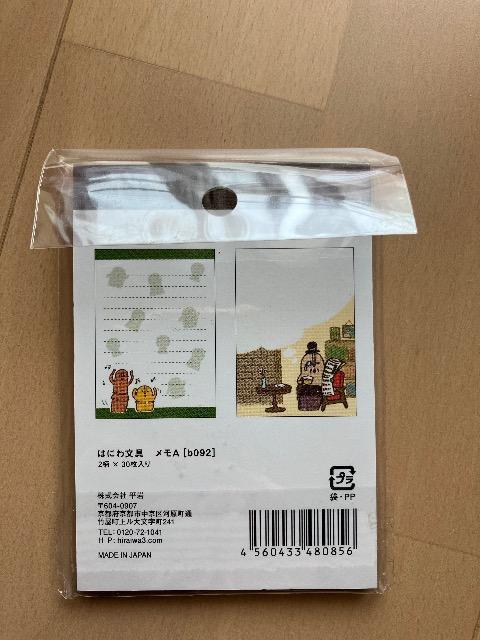 はにわ文具 メモA [b092]
2柄 × 30枚入り
株式会社 平岩
〒604-0907
京都府京都市中京区河原町通
竹屋町上ル大文字町241
TEL: 0120-72-1041
H P: hiraiwa3.com
MADE IN JAPAN
プラ
袋・PP
4 560433 480856